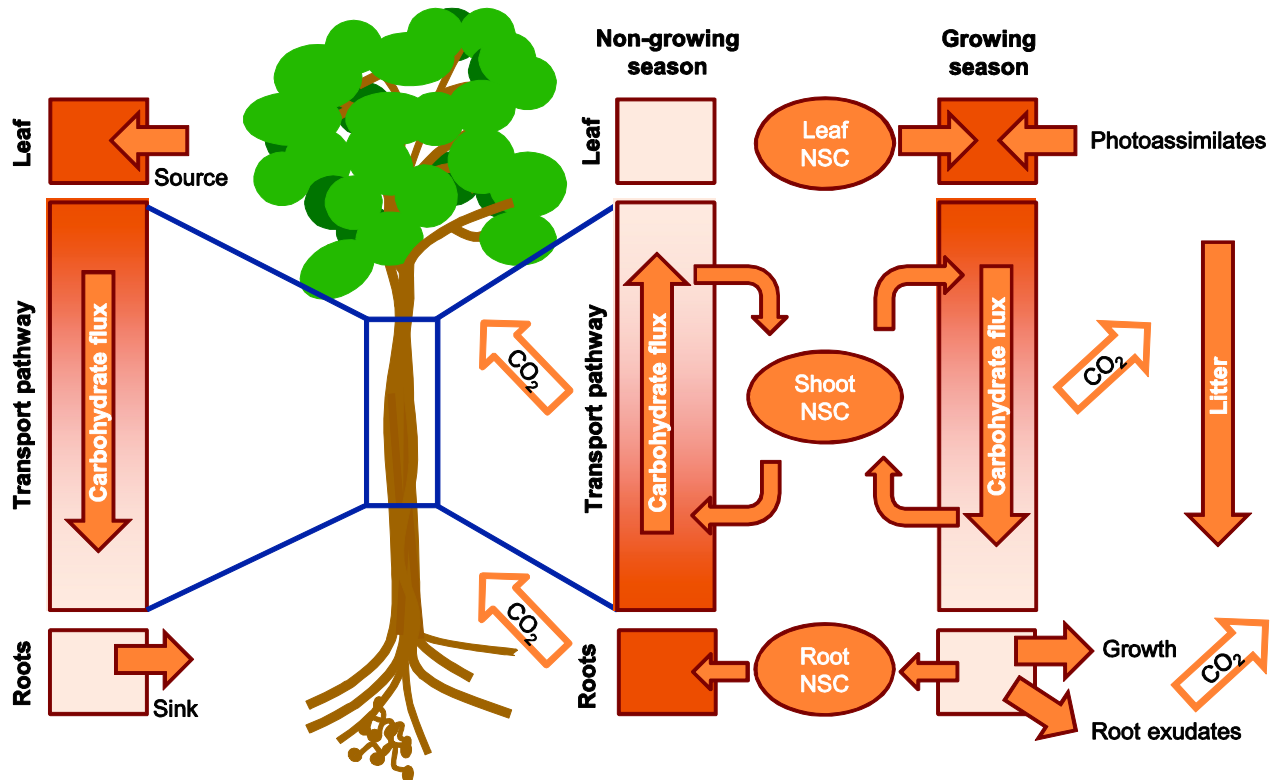 Non-growing
season
Growing
season
Leaf
Source
Leaf
Leaf
NSC
Photoassimilates
Transport pathway
Carbohydrate flux
CO2
Transport pathway
Carbohydrate flux
Shoot
NSC
Carbohydrate flux
CO2
Litter
Roots
Sink
CO2
Roots
Root
NSC
Growth
Root exudates
CO2